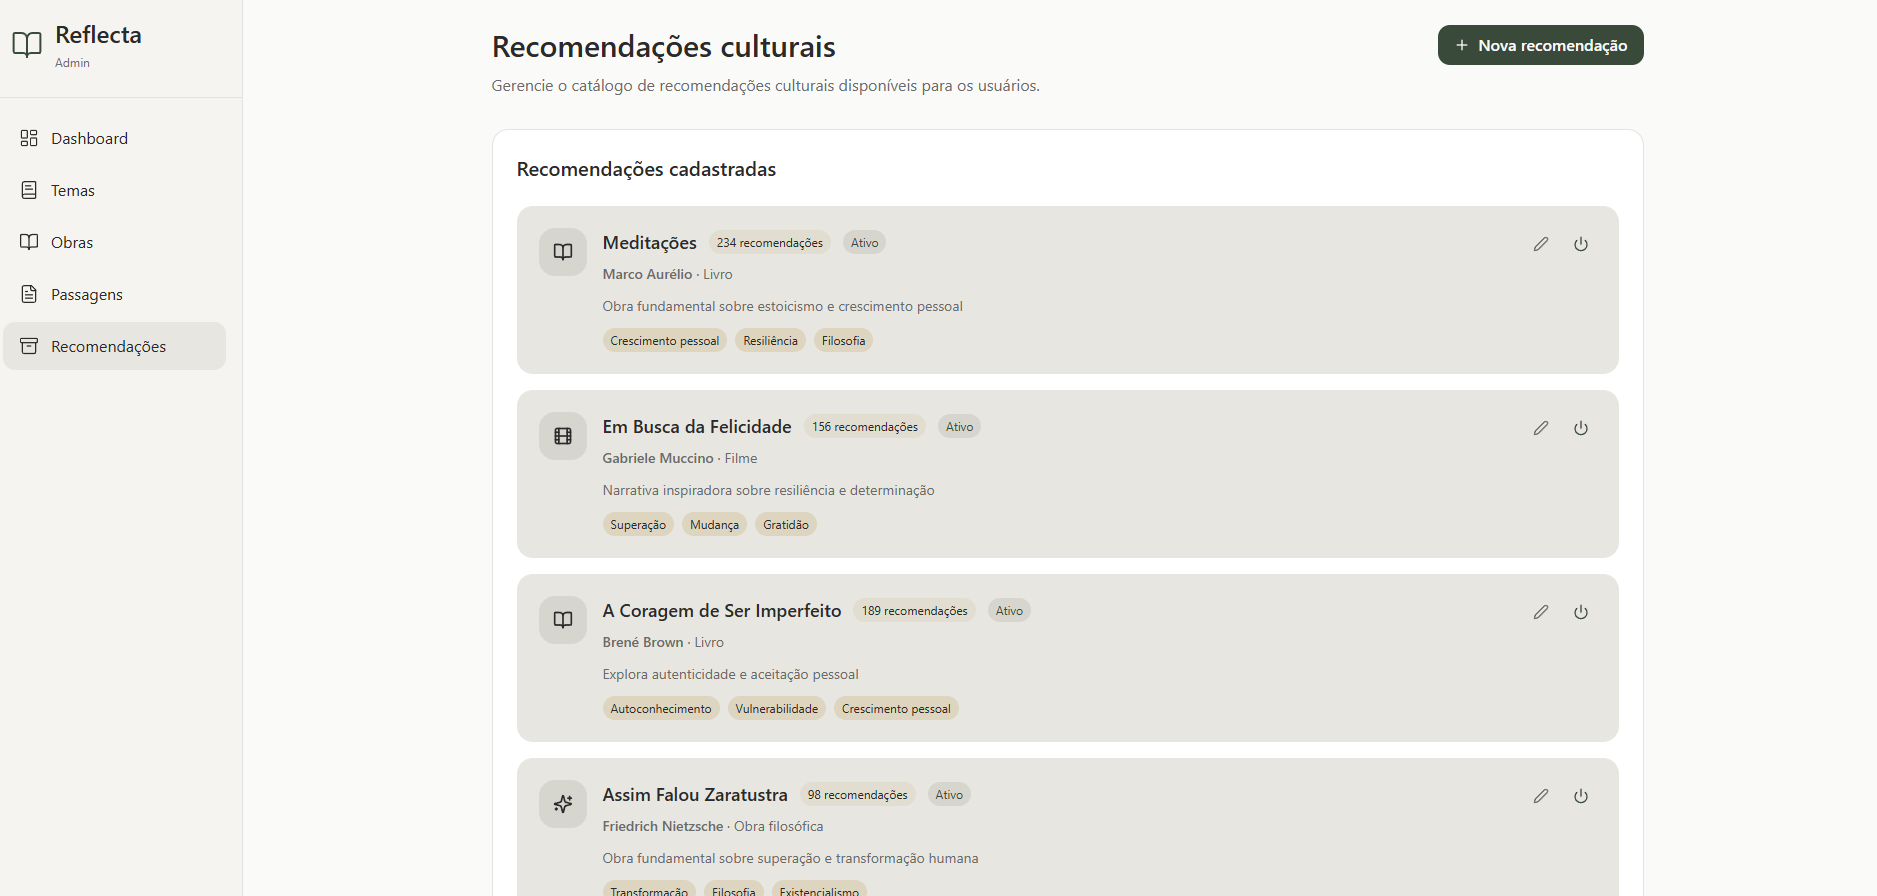 Reflecta
Admin
Dashboard
Temas
Obras
Passagens
Recomendações
Recomendações culturais
Gerencie o catálogo de recomendações culturais disponíveis para os usuários.
+ Nova recomendação
Recomendações cadastradas
Meditações 234 recomendações Ativo
Marco Aurélio · Livro
Obra fundamental sobre estoicismo e crescimento pessoal
Crescimento pessoal Resiliência Filosofia
Em Busca da Felicidade 156 recomendações Ativo
Gabriele Muccino · Filme
Narrativa inspiradora sobre resiliência e determinação
Superação Mudança Gratidão
A Coragem de Ser Imperfeito 189 recomendações Ativo
Brené Brown · Livro
Explora autenticidade e aceitação pessoal
Autoconhecimento Vulnerabilidade Crescimento pessoal
Assim Falou Zaratustra 98 recomendações Ativo
Friedrich Nietzsche · Obra filosófica
Obra fundamental sobre superação e transformação humana
Transformação Filosofia Existencialismo